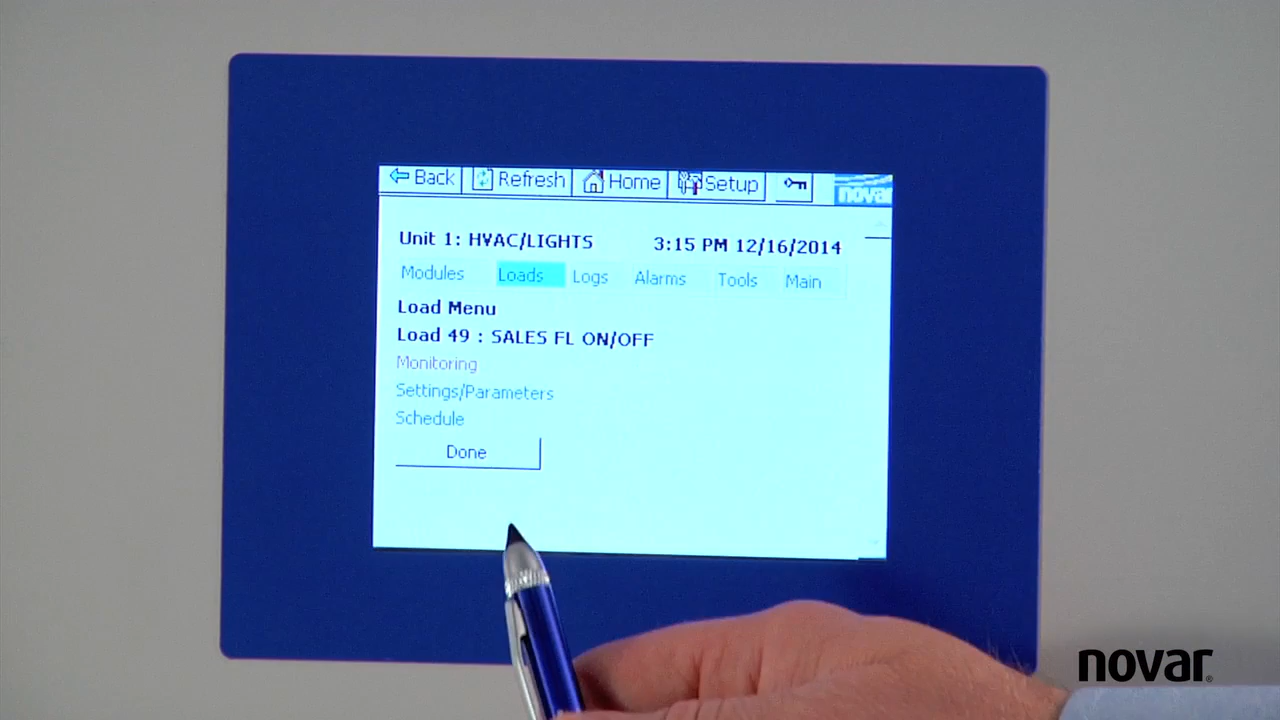 Back Refresh Home Setup novar
Unit 1: HVAC/LIGHTS 3:15 PM 12/16/2014
Modules Loads Logs Alarms Tools Main
Load Menu
Load 49 : SALES FL ON/OFF
Monitoring
Settings/Parameters
Schedule
Done
novar®